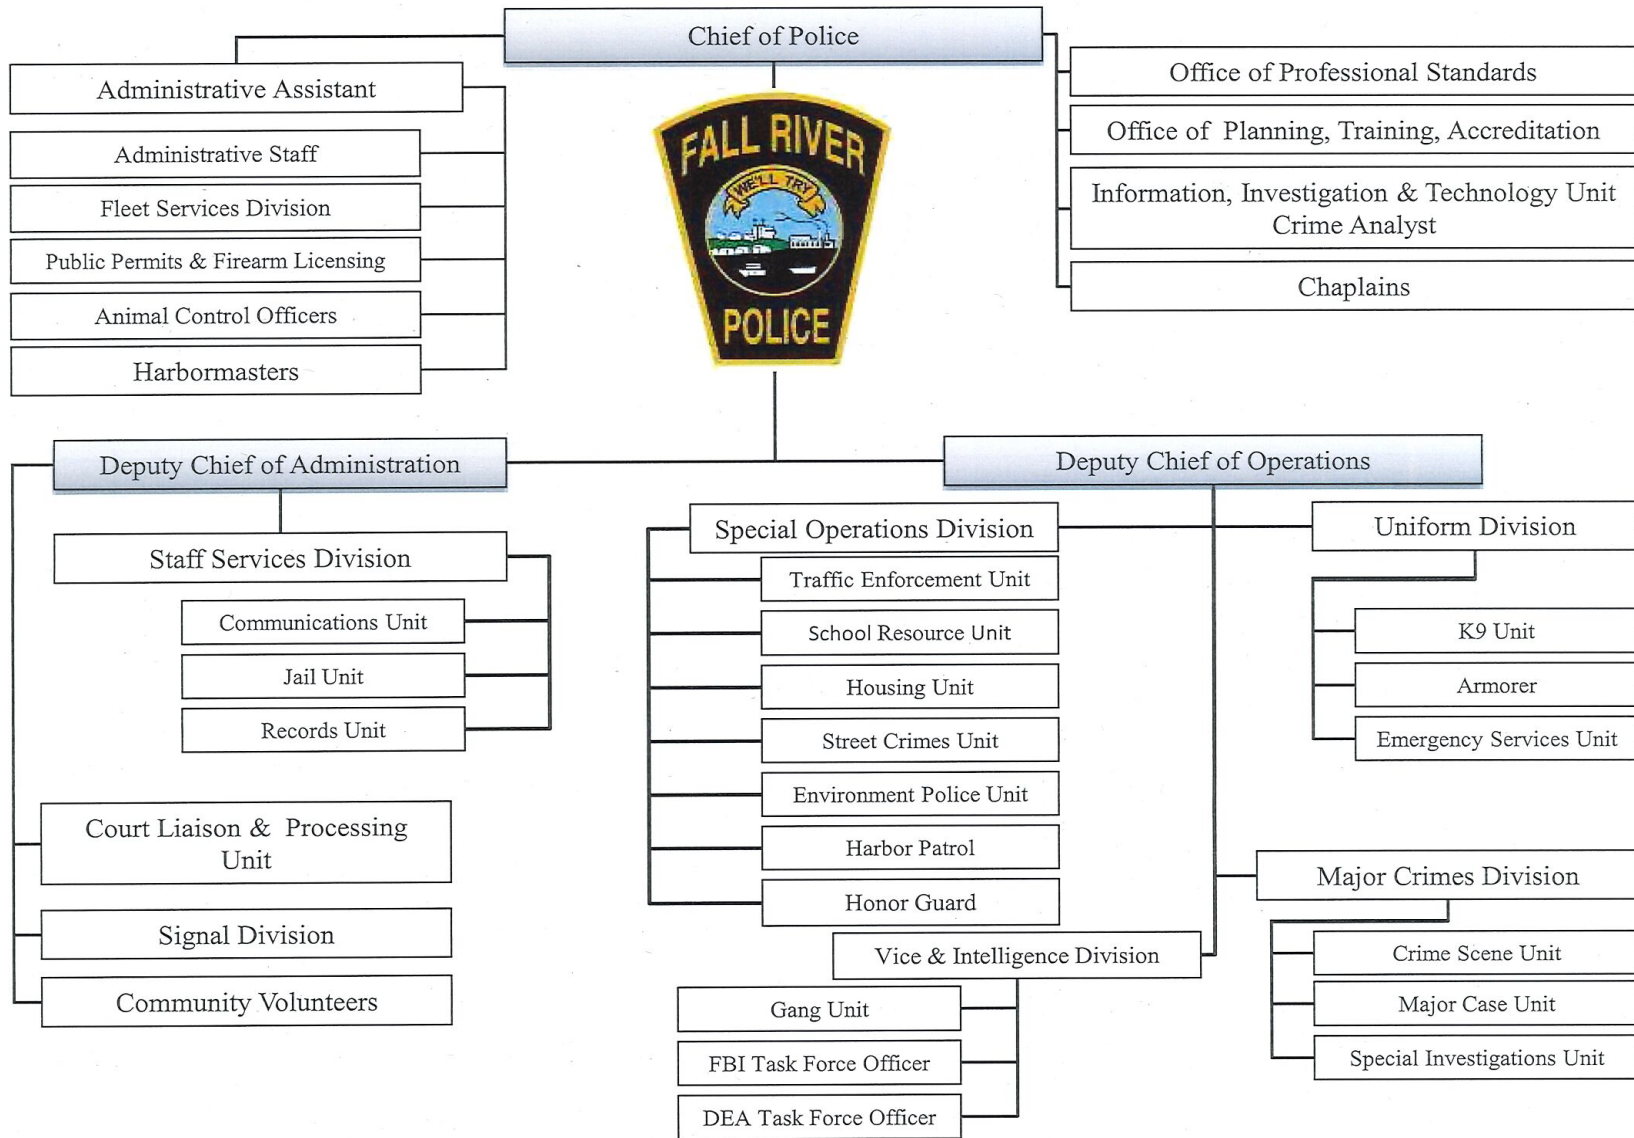 Chief of Police
Administrative Assistant
Administrative Staff
Fleet Services Division
Public Permits & Firearm Licensing
Animal Control Officers
Harbormasters
FALL RIVER
WE'LL TRY
POLICE
Office of Professional Standards
Office of Planning, Training, Accreditation
Information, Investigation & Technology Unit
Crime Analyst
Chaplains
Deputy Chief of Administration
Staff Services Division
Communications Unit
Jail Unit
Records Unit
Court Liaison & Processing
Unit
Signal Division
Community Volunteers
Deputy Chief of Operations
Special Operations Division
Traffic Enforcement Unit
School Resource Unit
Housing Unit
Street Crimes Unit
Environment Police Unit
Harbor Patrol
Honor Guard
Uniform Division
K9 Unit
Armorer
Emergency Services Unit
Vice & Intelligence Division
Gang Unit
FBI Task Force Officer
DEA Task Force Officer
Major Crimes Division
Crime Scene Unit
Major Case Unit
Special Investigations Unit